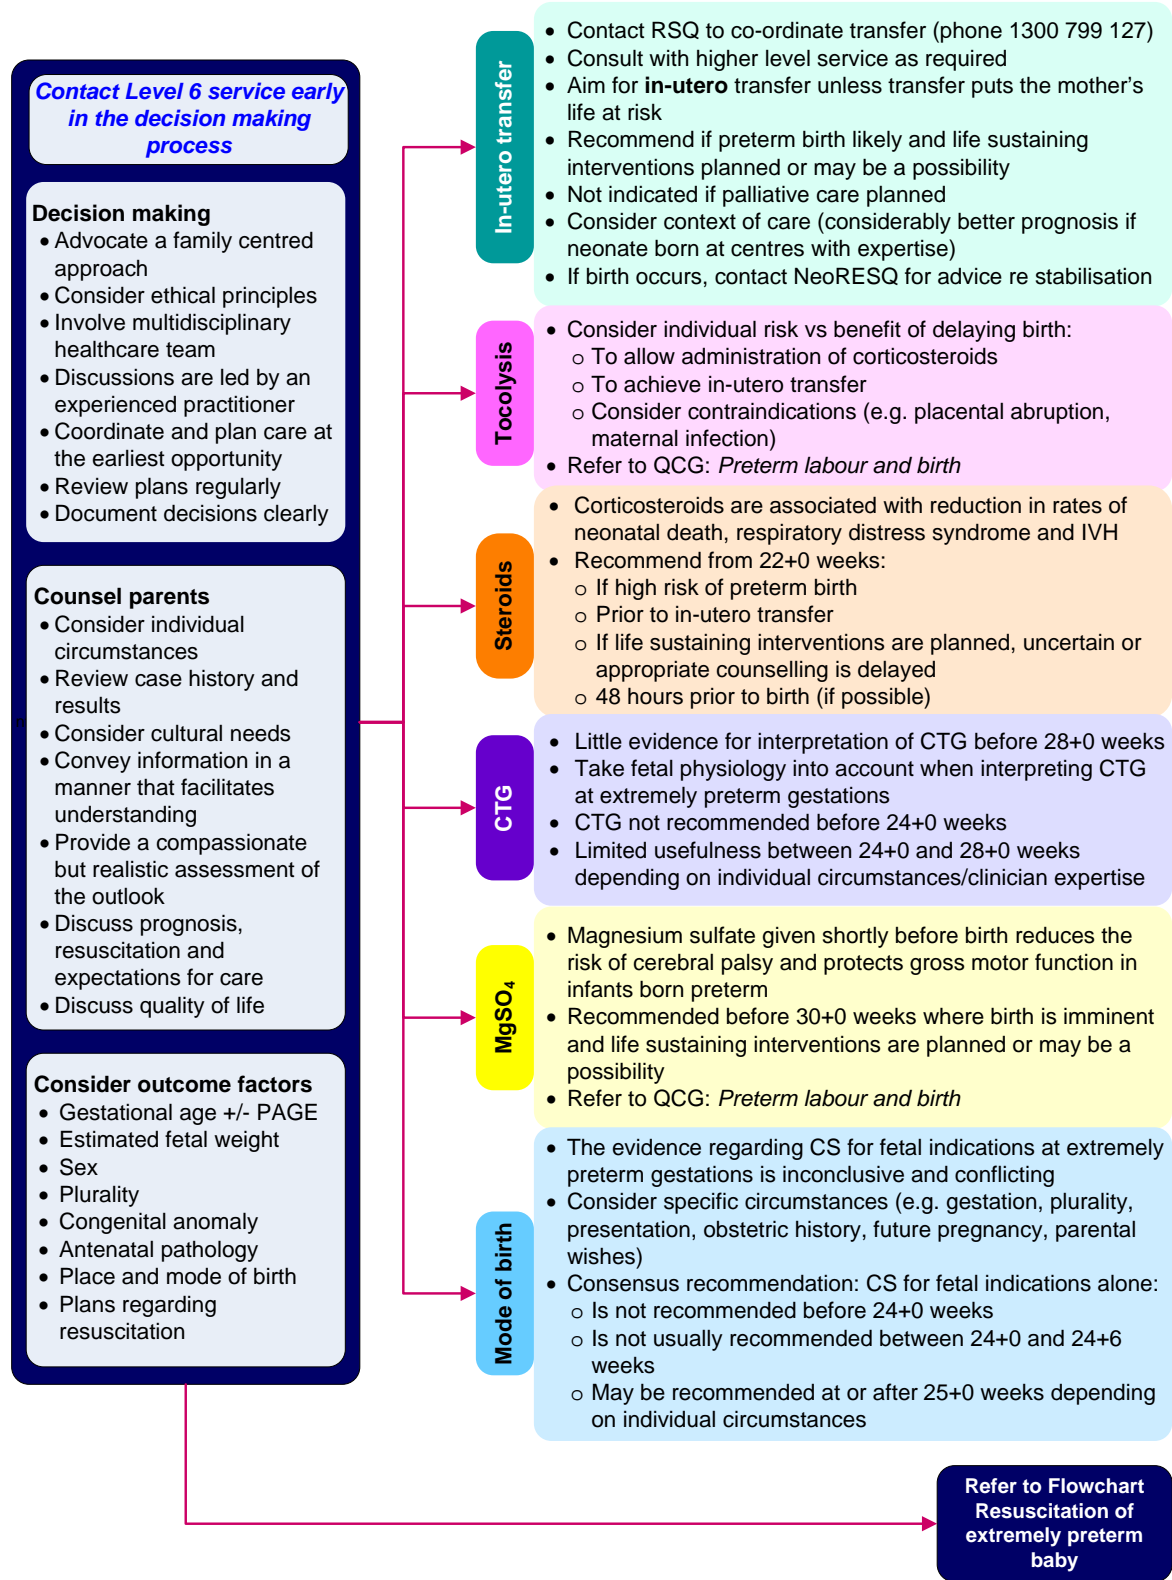 Contact Level 6 service early
in the decision making
process
Decision making
• Advocate a family centred
approach
• Consider ethical principles
• Involve multidisciplinary
healthcare team
• Discussions are led by an
experienced practitioner
• Coordinate and plan care at
the earliest opportunity
• Review plans regularly
• Document decisions clearly
Counsel parents
• Consider individual
circumstances
• Review case history and
results
• Consider cultural needs
• Convey information in a
manner that facilitates
understanding
• Provide a compassionate
but realistic assessment of
the outlook
• Discuss prognosis,
resuscitation and
expectations for care
• Discuss quality of life
Consider outcome factors
• Gestational age +/- PAGE
• Estimated fetal weight
• Sex
• Plurality
• Congenital anomaly
• Antenatal pathology
• Place and mode of birth
• Plans regarding
resuscitation
In-utero transfer
• Contact RSQ to co-ordinate transfer (phone 1300 799 127)
• Consult with higher level service as required
• Aim for in-utero transfer unless transfer puts the mother's
life at risk
• Recommend if preterm birth likely and life sustaining
interventions planned or may be a possibility
• Not indicated if palliative care planned
• Consider context of care (considerably better prognosis if
neonate born at centres with expertise)
• If birth occurs, contact NeoRESQ for advice re stabilisation
Tocolysis
• Consider individual risk vs benefit of delaying birth:
o To allow administration of corticosteroids
o To achieve in-utero transfer
o Consider contraindications (e.g. placental abruption,
maternal infection)
• Refer to QCG: Preterm labour and birth
Steroids
• Corticosteroids are associated with reduction in rates of
neonatal death, respiratory distress syndrome and IVH
• Recommend from 22+0 weeks:
o If high risk of preterm birth
o Prior to in-utero transfer
o If life sustaining interventions are planned, uncertain or
appropriate counselling is delayed
o 48 hours prior to birth (if possible)
CTG
• Little evidence for interpretation of CTG before 28+0 weeks
• Take fetal physiology into account when interpreting CTG
at extremely preterm gestations
• CTG not recommended before 24+0 weeks
• Limited usefulness between 24+0 and 28+0 weeks
depending on individual circumstances/clinician expertise
MgSO₄
• Magnesium sulfate given shortly before birth reduces the
risk of cerebral palsy and protects gross motor function in
infants born preterm
• Recommended before 30+0 weeks where birth is imminent
and life sustaining interventions are planned or may be a
possibility
• Refer to QCG: Preterm labour and birth
Mode of birth
• The evidence regarding CS for fetal indications at extremely
preterm gestations is inconclusive and conflicting
• Consider specific circumstances (e.g. gestation, plurality,
presentation, obstetric history, future pregnancy, parental
wishes)
• Consensus recommendation: CS for fetal indications alone:
o Is not recommended before 24+0 weeks
o Is not usually recommended between 24+0 and 24+6
weeks
o May be recommended at or after 25+0 weeks depending
on individual circumstances
Refer to Flowchart
Resuscitation of
extremely preterm
baby